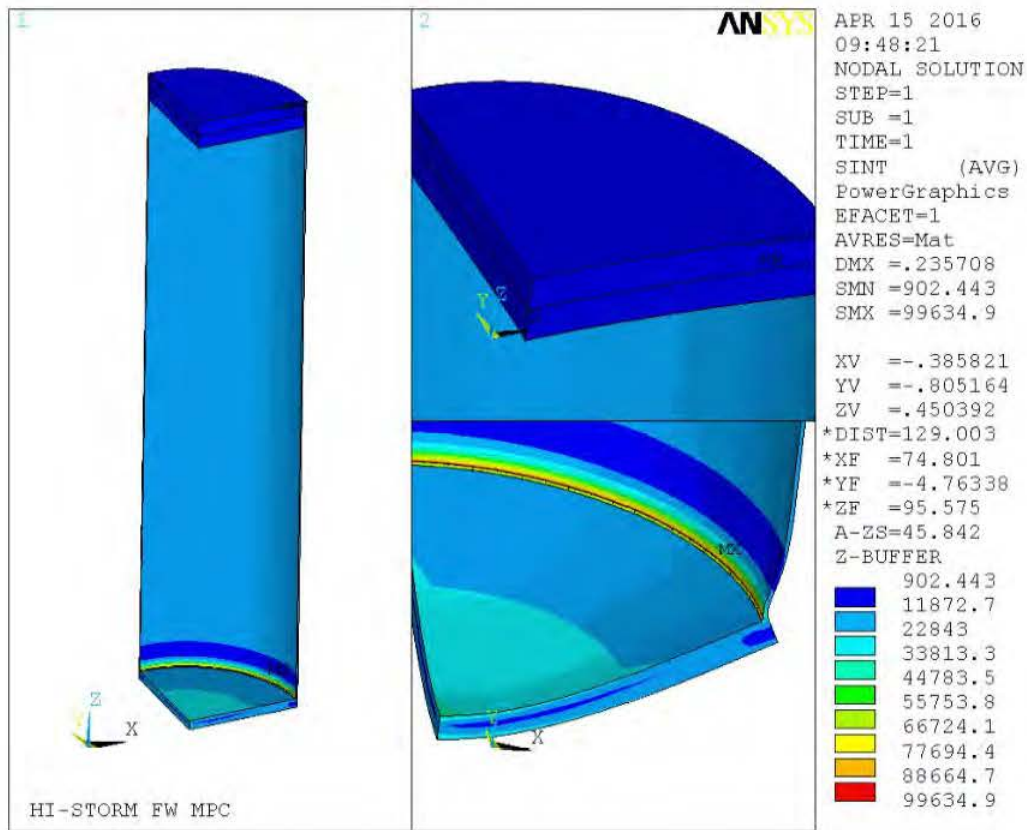 1
2
ANSYS
APR 15 2016
09:48:21
NODAL SOLUTION
STEP=1
SUB =1
TIME=1
SINT (AVG)
PowerGraphics
EFACET=1
AVRES=Mat
DMX =.235708
SMN =902.443
SMX =99634.9
XV =-.385821
YV =-.805164
ZV =.450392
*DIST=129.003
*XF =74.801
*YF =-4.76338
*ZF =95.575
A-ZS=45.842
Z-BUFFER
902.443
11872.7
22843
33813.3
44783.5
55753.8
66724.1
77694.4
88664.7
99634.9
Z
Y
MX
Z
X
Y
X
HI-STORM FW MPC